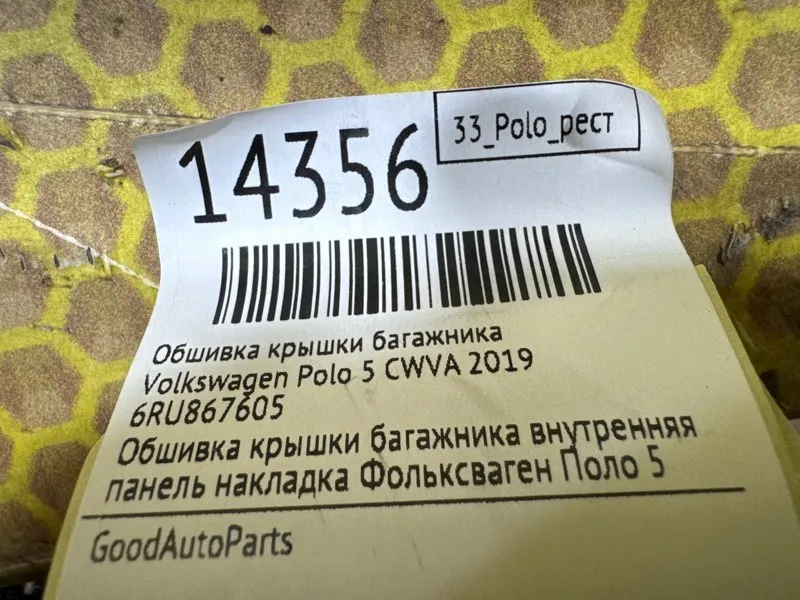 14356
33_Polo_рест
Обшивка крышки багажника
Volkswagen Polo 5 CWVA 2019
6RU867605
Обшивка крышки багажника внутренняя
панель накладка Фольксваген Поло 5
GoodAutoParts